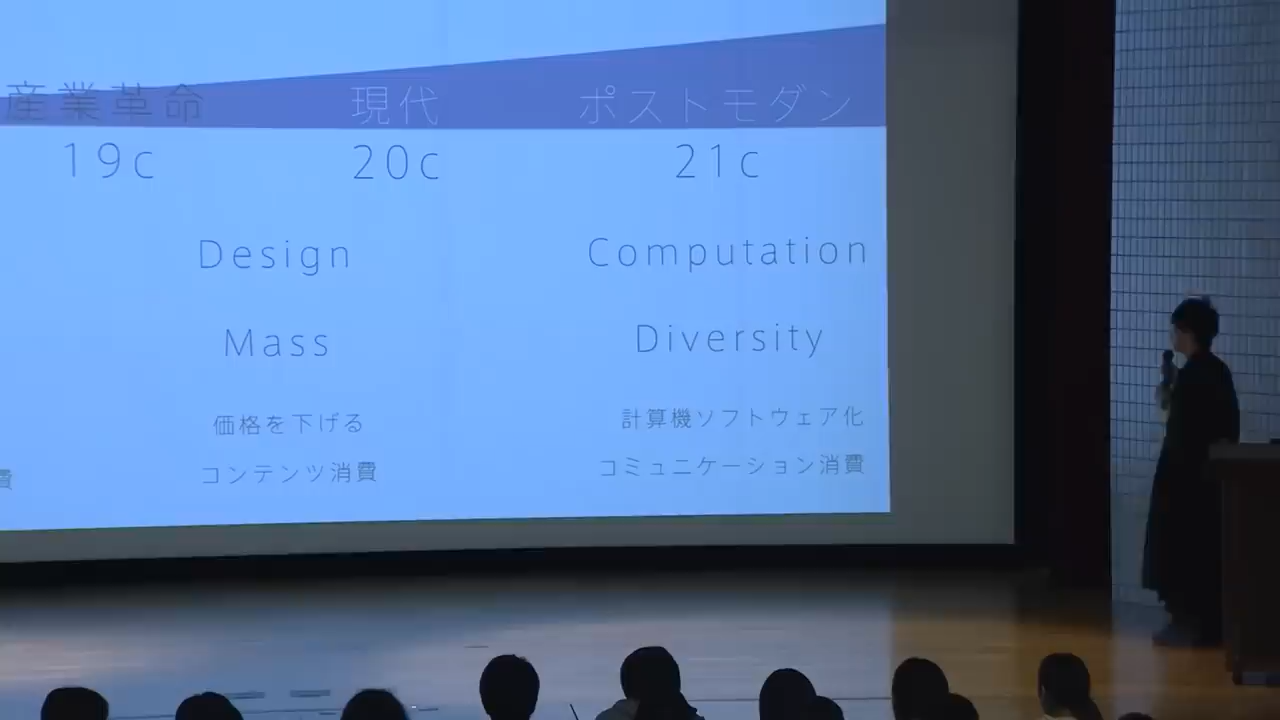 産業革命 現代 ポストモダン
19c 20c 21c
Design Computation
Mass Diversity
価格を下げる 計算機ソフトウェア化
費 コンテンツ消費 コミュニケーション消費